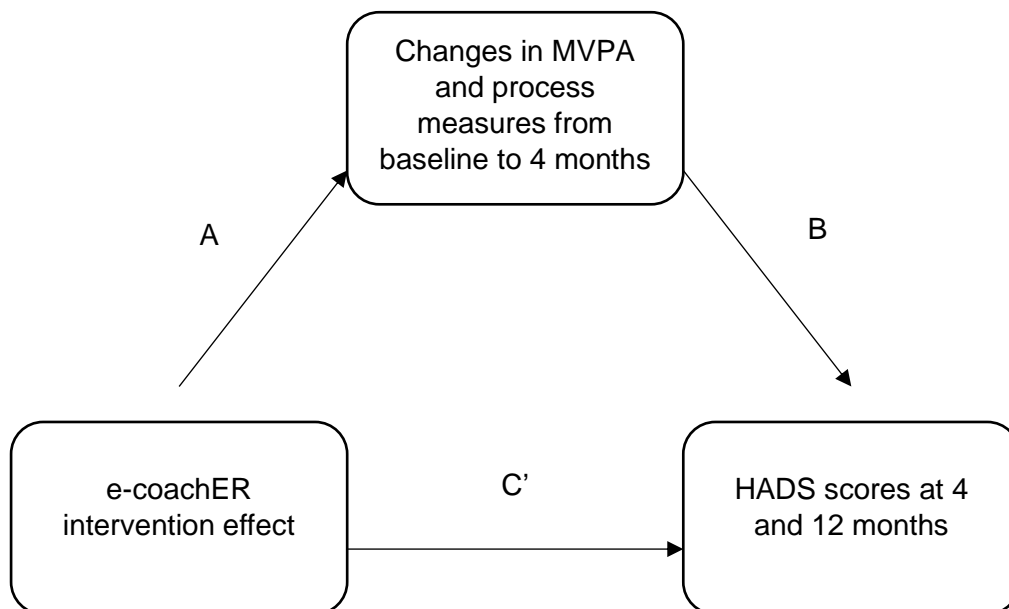 Changes in MVPA
and process
measures from
baseline to 4 months
A
B
e-coachER
intervention effect
C’
HADS scores at 4
and 12 months